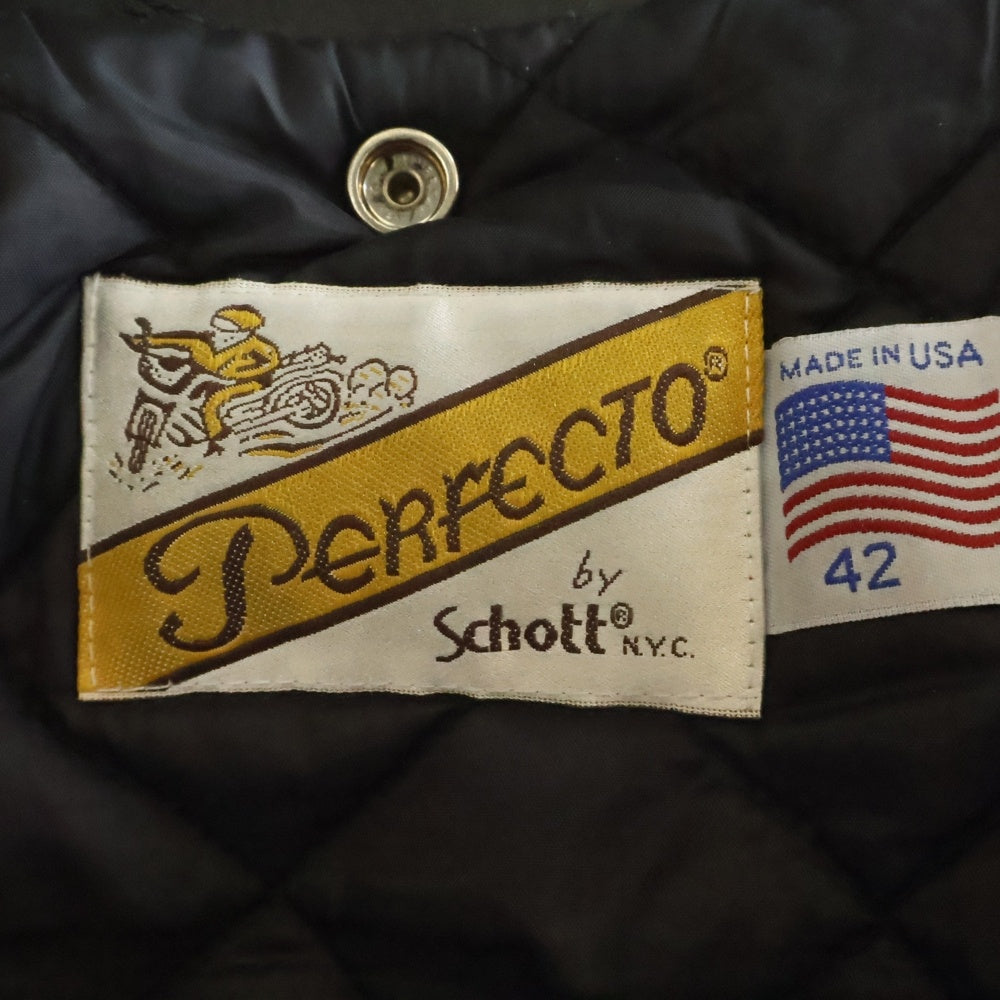 PERFECTO®
by
Schott®
N.Y.C.
MADE IN USA
42